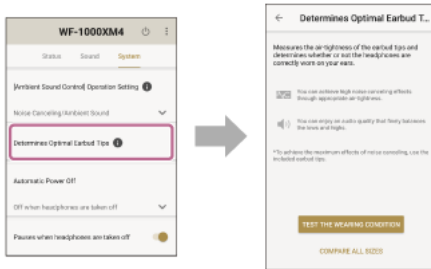 WF-1000XM4
Status Sound System
[Ambient Sound Control] Operation Setting
Noise Canceling/Ambient Sound
Determines Optimal Earbud Tips
Automatic Power Off
Off when headphones are taken off
Pauses when headphones are taken off
Determines Optimal Earbud T...
Measures the air-tightness of the earbud tips and
determines whether or not the headphones are
correctly worn on your ears.
You can achieve high noise canceling effects
through appropriate air-tightness.
You can enjoy an audio quality that finely balances
the lows and highs.
*To achieve the maximum effects of noise canceling, use the
included earbud tips.
TEST THE WEARING CONDITION
COMPARE ALL SIZES